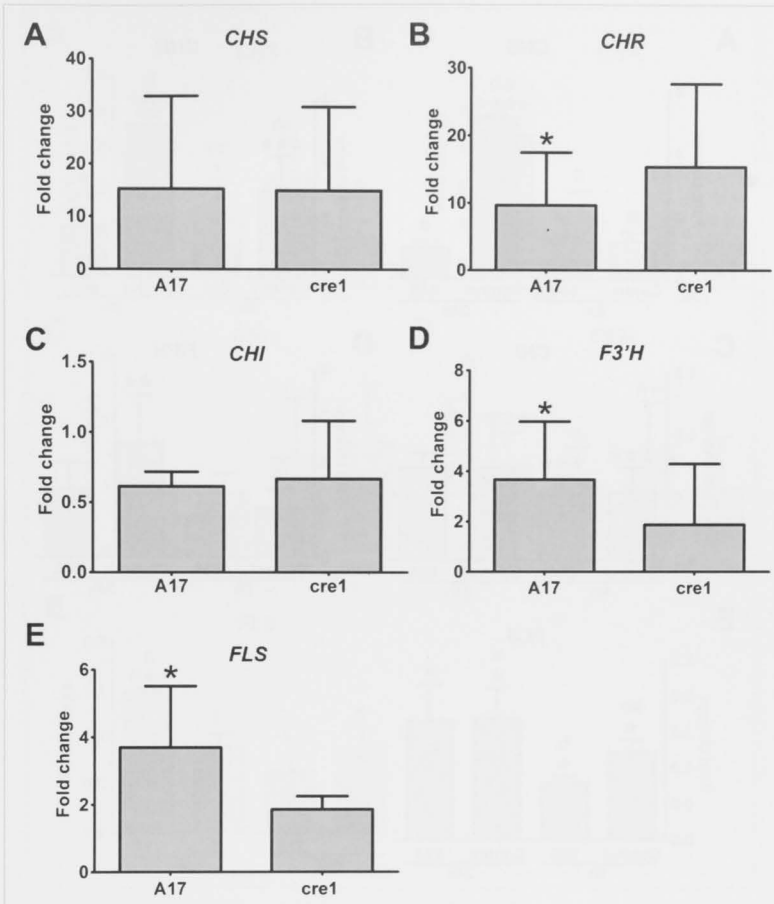 A
CHS
Fold change
40
30
20
10
0
A17
cre1
B
CHR
Fold change
30
20
10
0
*
A17
cre1
C
CHI
Fold change
1.5
1.0
0.5
0.0
A17
cre1
D
F3'H
Fold change
8
6
4
2
0
*
A17
cre1
E
FLS
Fold change
6
4
2
0
*
A17
cre1